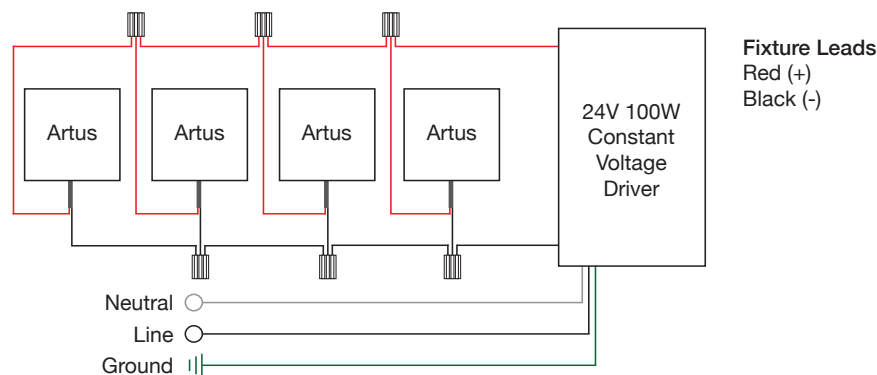 Fixture Leads
Red (+)
Black (-)
Artus
Artus
Artus
Artus
24V 100W
Constant
Voltage
Driver
Neutral
Line
Ground